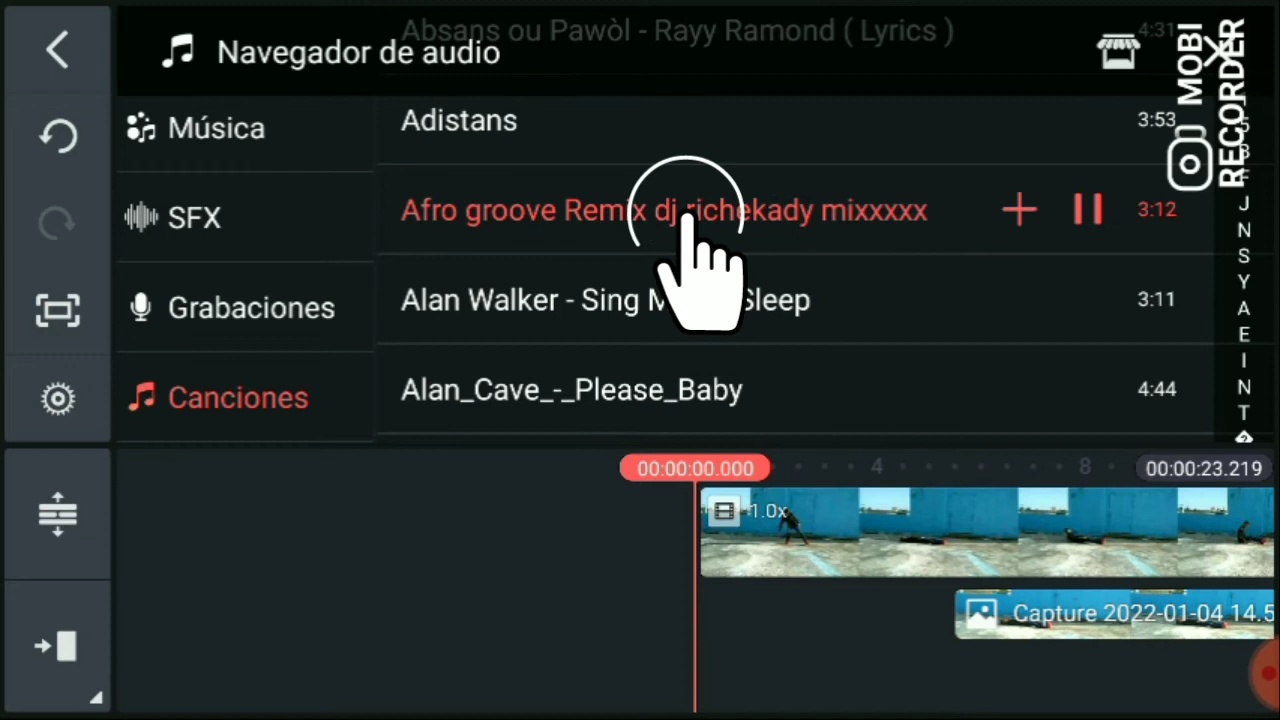 Absans ou Pawòl - Rayy Ramond ( Lyrics ) 4:31
Navegador de audio
MOBI
RECORDER
Música
Adistans 3:53
SFX
Afro groove Remix dj richekady mixxxxx 3:12
Grabaciones
Alan Walker - Sing M Sleep 3:11
Canciones
Alan_Cave_-_Please_Baby 4:44
J
N
S
Y
A
E
I
N
T
00:00:00.000 4 8 00:00:23.219
1.0x
Capture 2022-01-04 14.5